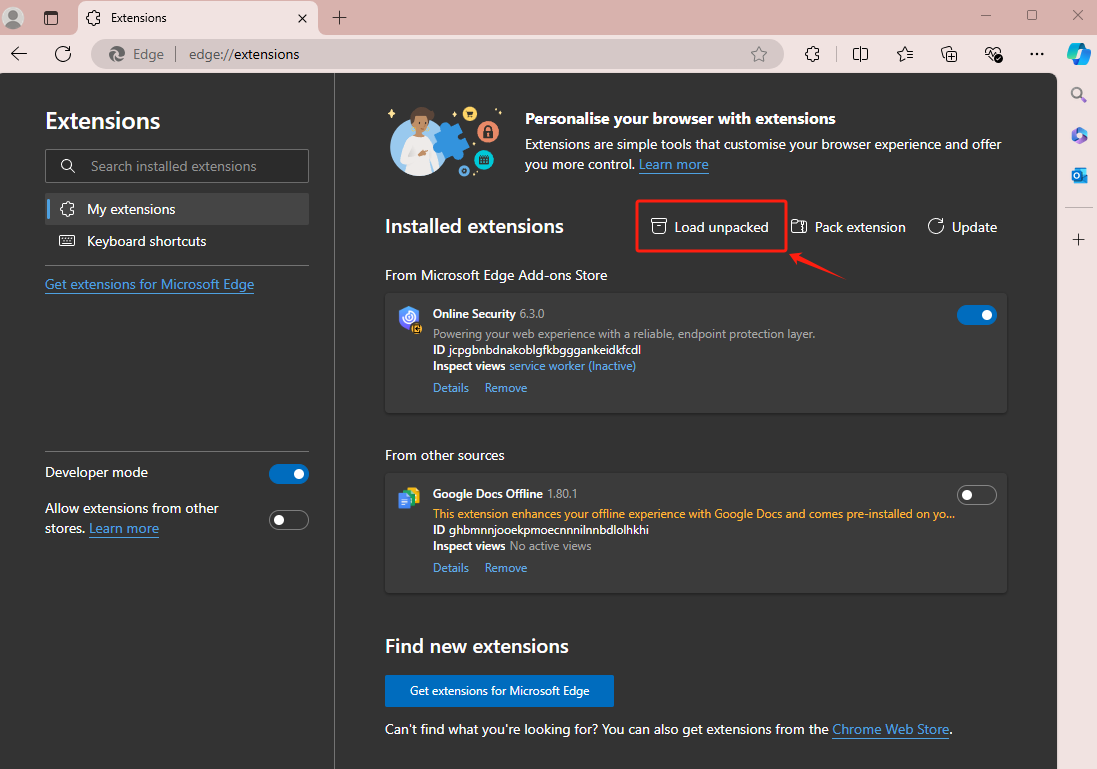 Extensions
Edge
edge://extensions
Extensions
Search installed extensions
My extensions
Keyboard shortcuts
Get extensions for Microsoft Edge
Developer mode
Allow extensions from other
stores. Learn more
Personalise your browser with extensions
Extensions are simple tools that customise your browser experience and offer
you more control. Learn more
Installed extensions
Load unpacked
Pack extension
Update
From Microsoft Edge Add-ons Store
Online Security 6.3.0
Powering your web experience with a reliable, endpoint protection layer.
ID jcpgbnbdnakoblgfkbgggankeidkfcdl
Inspect views service worker (Inactive)
Details Remove
From other sources
Google Docs Offline 1.80.1
This extension enhances your offline experience with Google Docs and comes pre-installed on yo...
ID ghbmnnjooekpmoecnnnilnnbdlolhkhi
Inspect views No active views
Details Remove
Find new extensions
Get extensions for Microsoft Edge
Can't find what you're looking for? You can also get extensions from the Chrome Web Store.